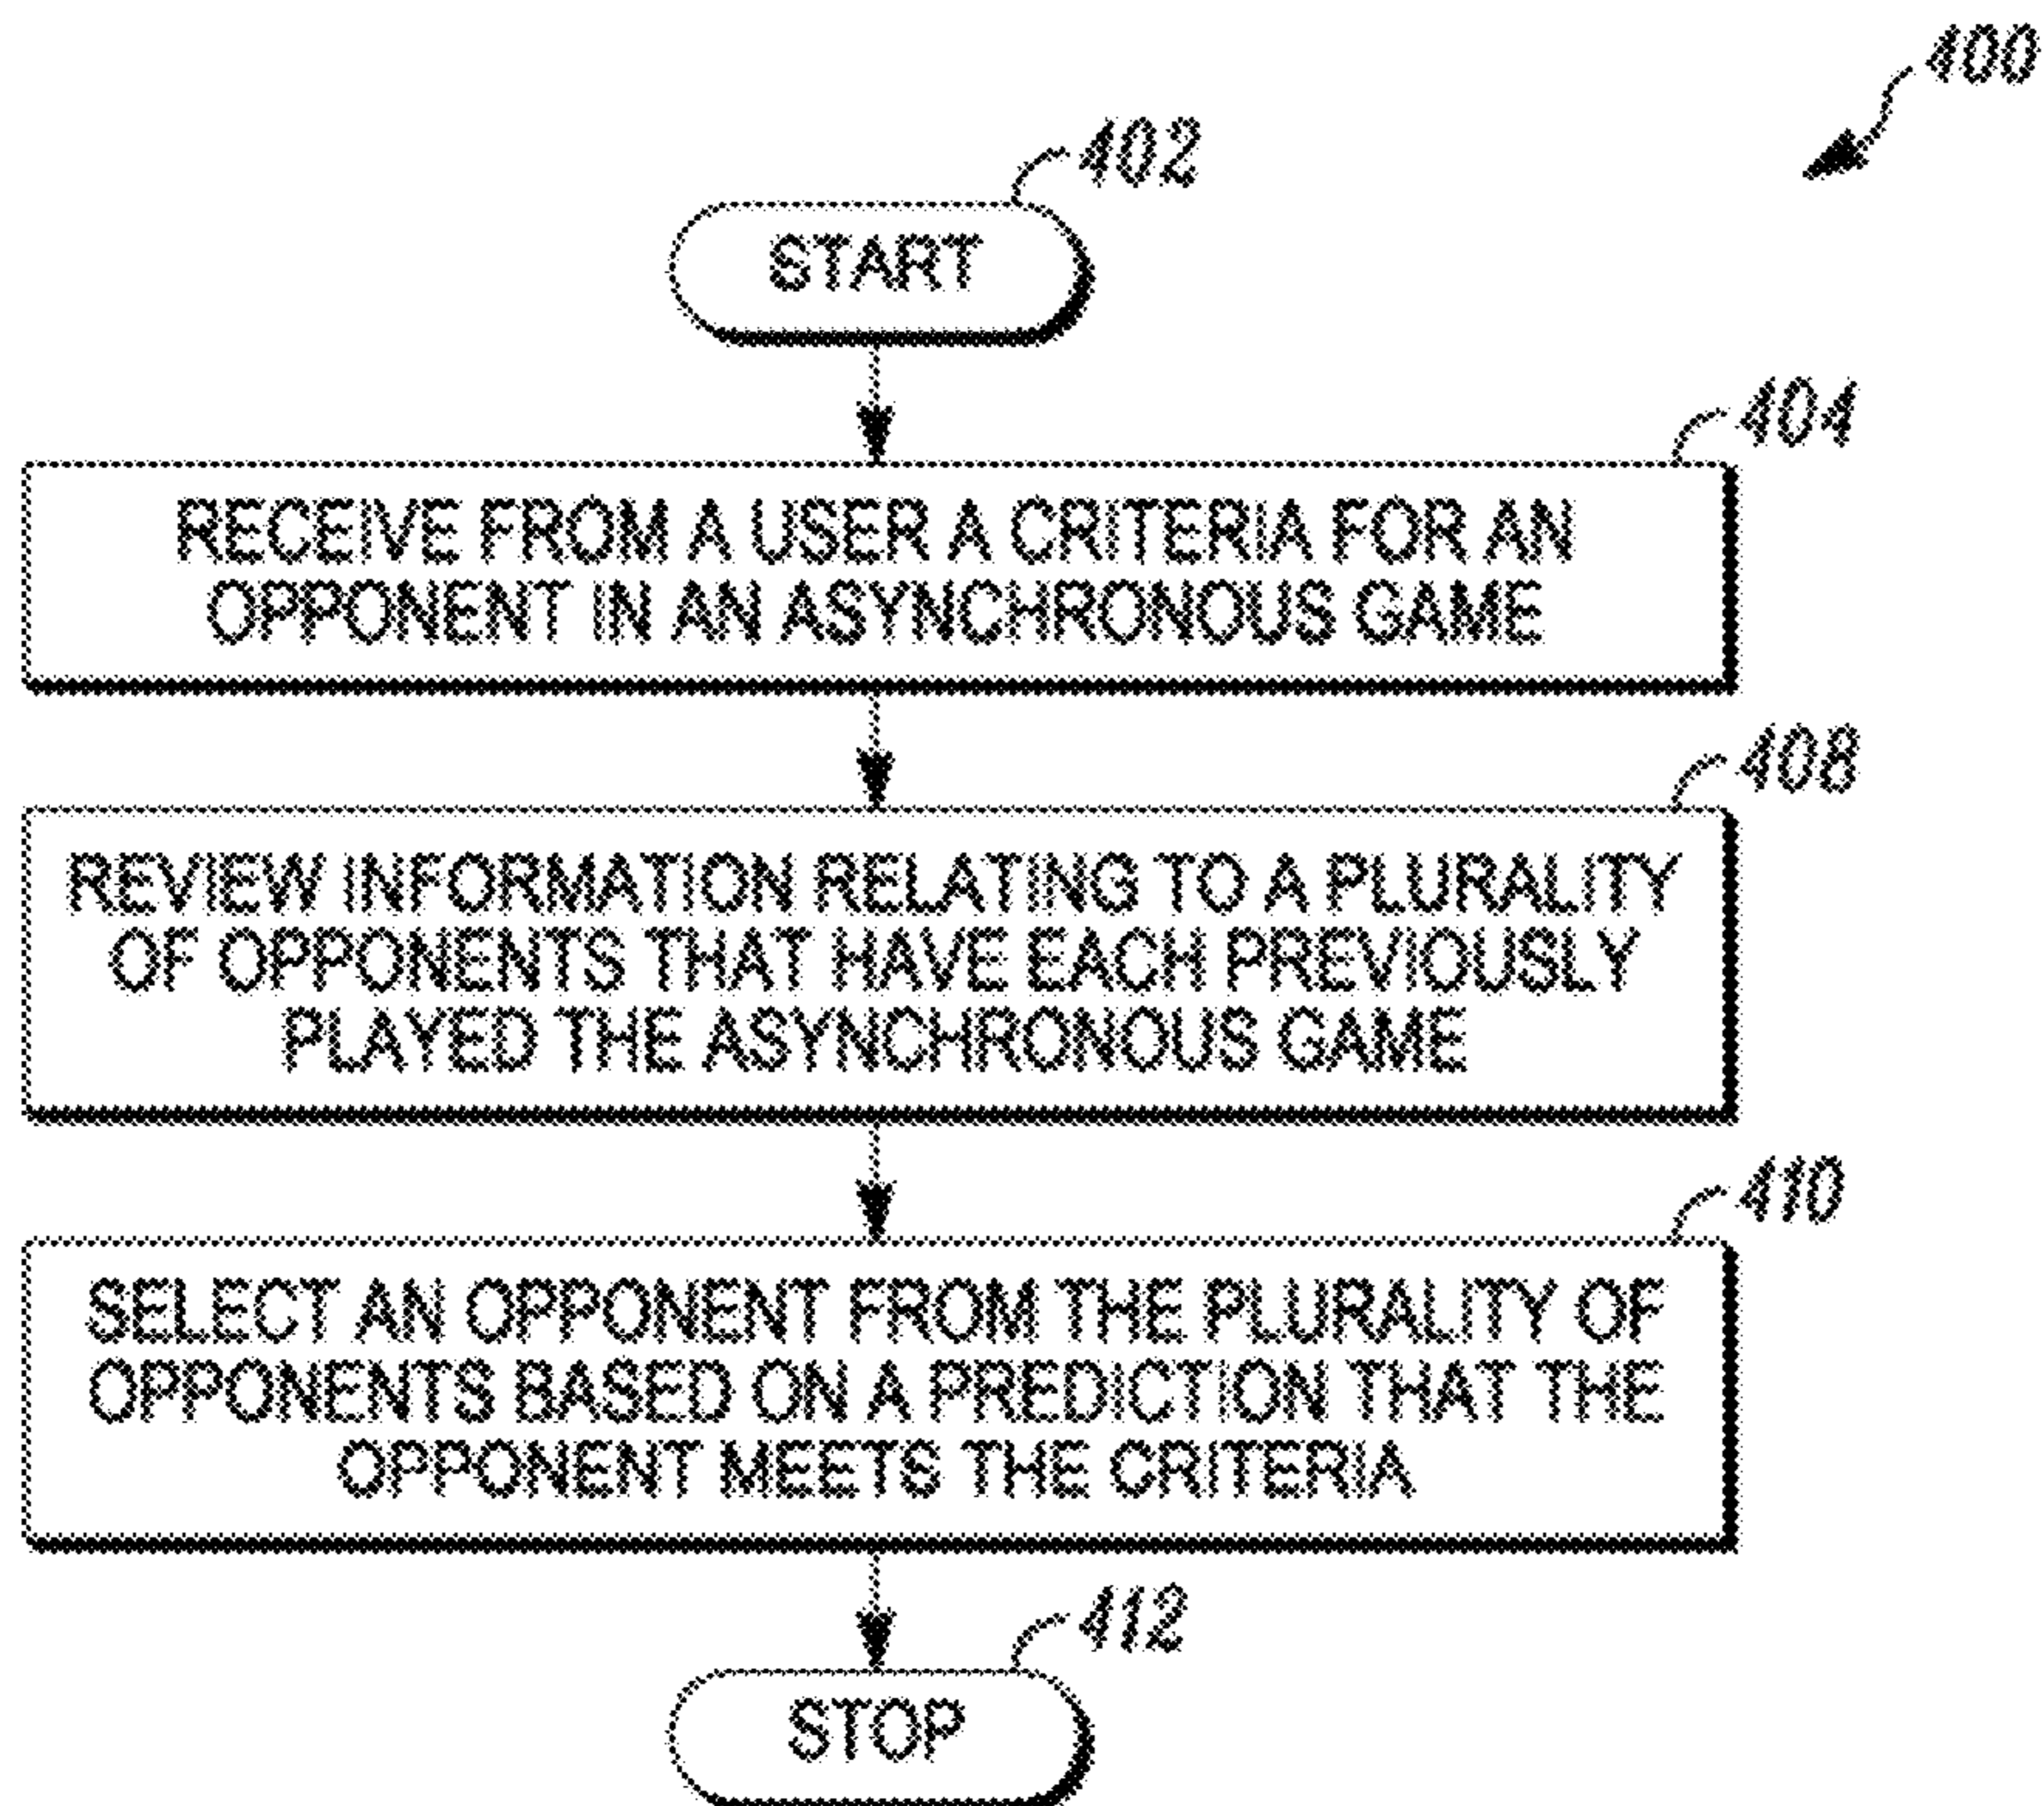 400
402
START
404
RECEIVE FROM A USER A CRITERIA FOR AN
OPPONENT IN AN ASYNCHRONOUS GAME
408
REVIEW INFORMATION RELATING TO A PLURALITY
OF OPPONENTS THAT HAVE EACH PREVIOUSLY
PLAYED THE ASYNCHRONOUS GAME
410
SELECT AN OPPONENT FROM THE PLURALITY OF
OPPONENTS BASED ON A PREDICTION THAT THE
OPPONENT MEETS THE CRITERIA
412
STOP